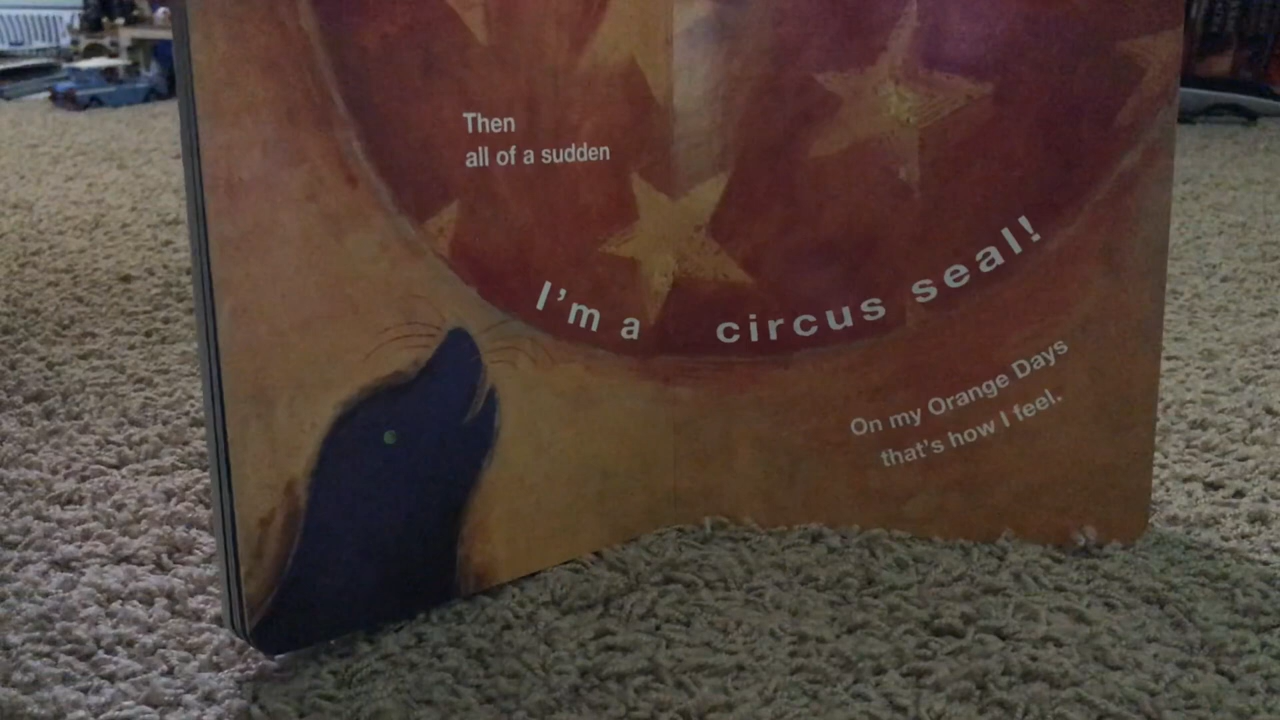 Then
all of a sudden
I'm a circus seal!
On my Orange Days
that's how I feel.